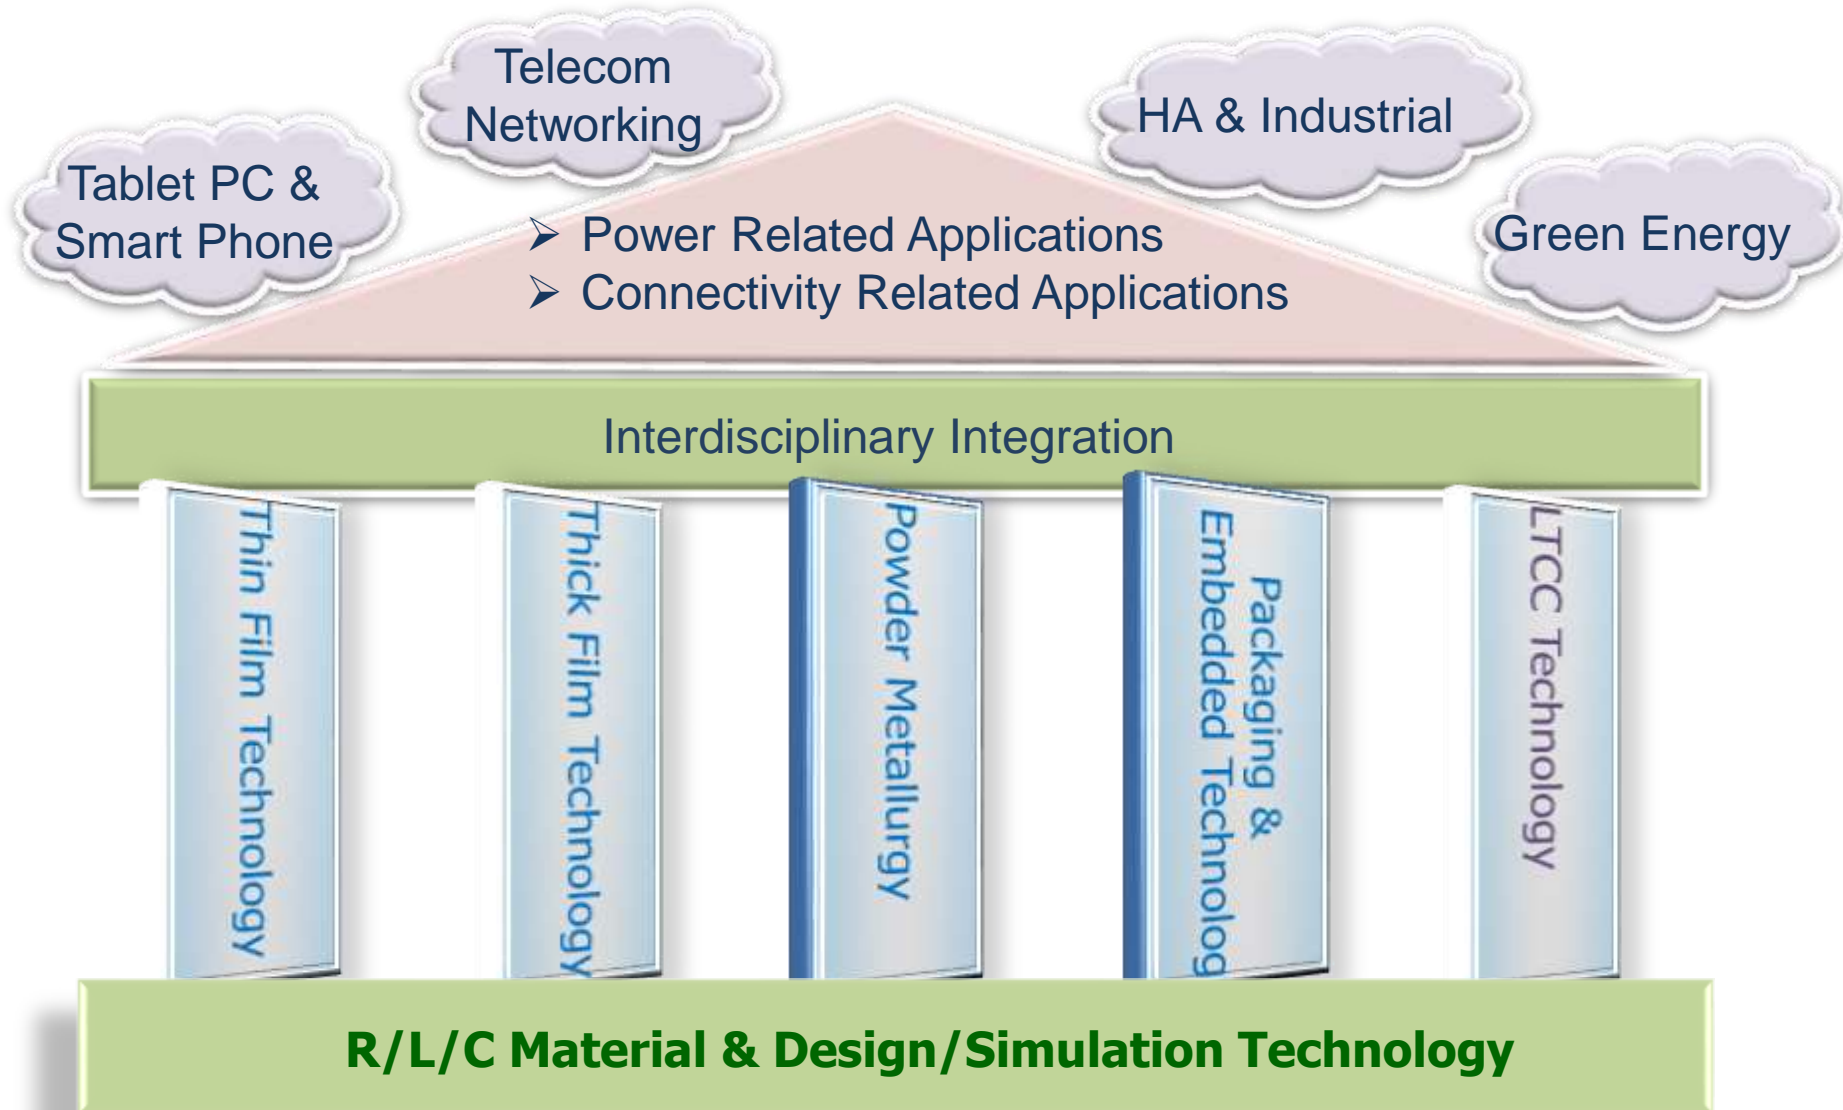 Telecom
Networking
HA & Industrial
Tablet PC &
Smart Phone
Green Energy
➢ Power Related Applications
➢ Connectivity Related Applications
Interdisciplinary Integration
Thin Film Technology
Thick Film Technology
Powder Metallurgy
Packaging &
Embedded Technolog
LTCC Technology
R/L/C Material & Design/Simulation Technology